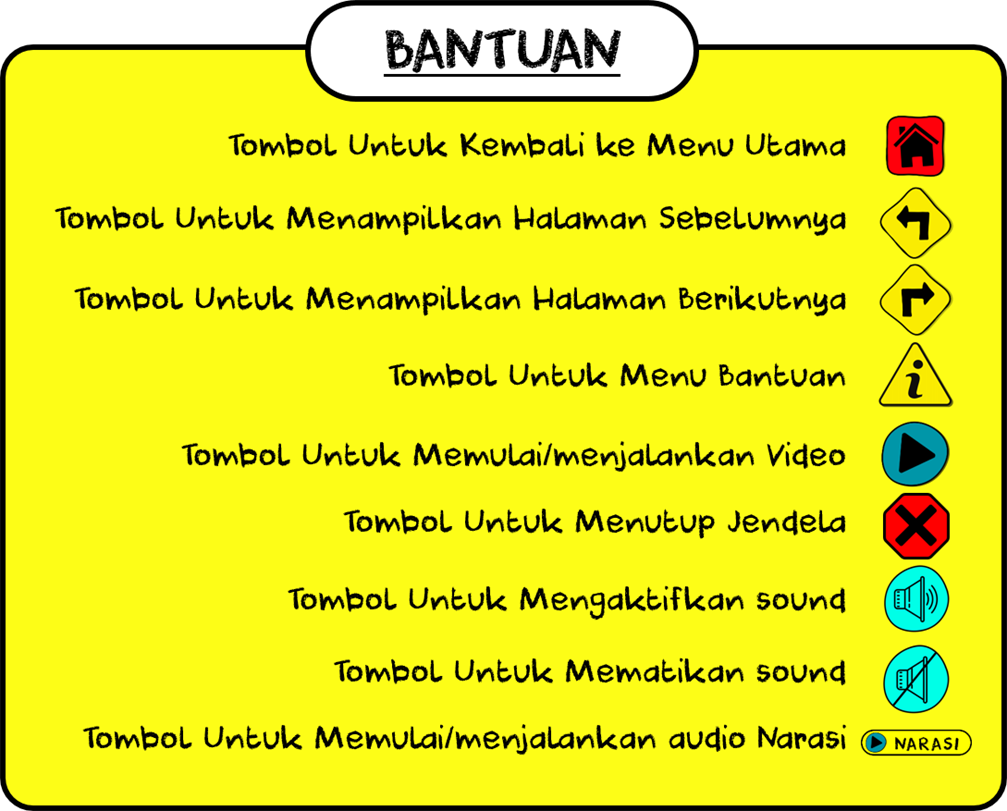 BANTUAN
Tombol Untuk Kembali ke Menu Utama
Tombol Untuk Menampilkan Halaman Sebelumnya
Tombol Untuk Menampilkan Halaman Berikutnya
Tombol Untuk Menu Bantuan
i
Tombol Untuk Memulai/menjalankan Video
Tombol Untuk Menutup Jendela
Tombol Untuk Mengaktifkan sound
Tombol Untuk Mematikan sound
Tombol Untuk Memulai/menjalankan audio Narasi NARASI